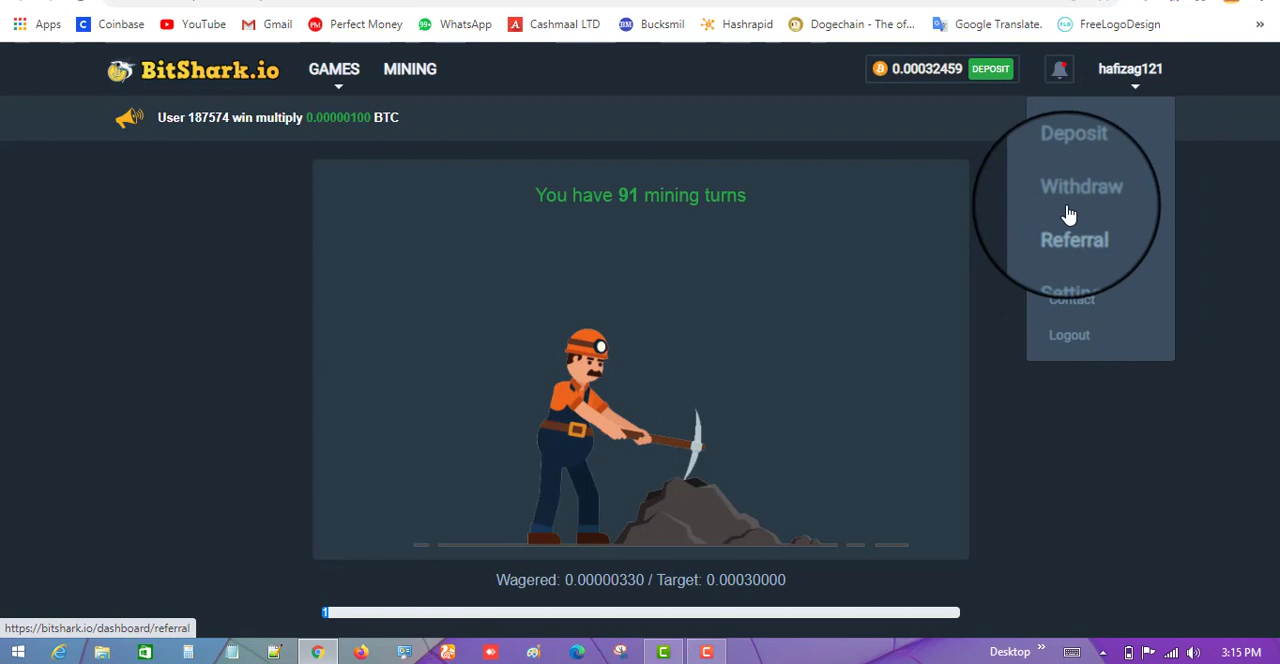 Apps Coinbase YouTube Gmail Perfect Money WhatsApp Cashmaal LTD Bucksmil Hashrapid Dogechain - The of... Google Translate. FreeLogoDesign »
BitShark.io GAMES MINING 0.00032459 DEPOSIT hafizag121
User 187574 win multiply 0.00000100 BTC
Deposit
Withdraw
Referral
Contact
Logout
You have 91 mining turns
Wagered: 0.00000330 / Target: 0.00030000
1
https://bitshark.io/dashboard/referral
Desktop » 3:15 PM